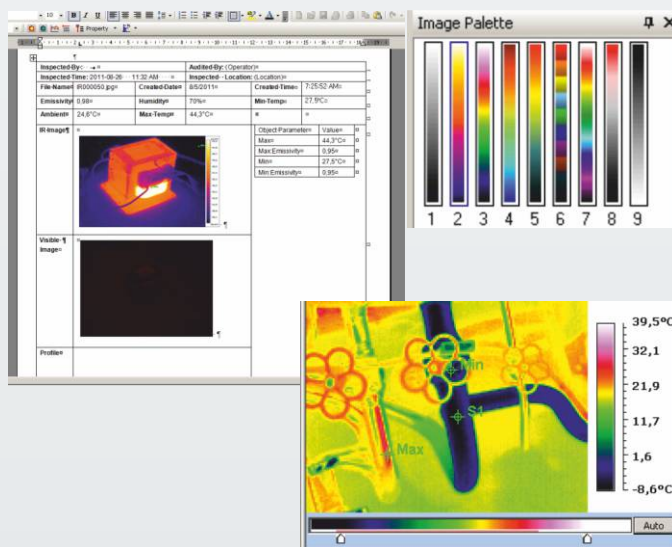 10
B I U
Property
Inspected·By:
Audited·By:(Operator)¤
Inspected·Time:·2011-08-26 11:32·AM
Inspected·-·Location:(Location)¤
File·Name¤ IR000050.jpg¤ Created·Date¤ 8/5/2011¤ Created·Time¤ 7:25:52·AM¤
Emissivity¤ 0,98¤ Humidity¤ 70%¤ Min·Temp¤ 27,5°C¤
Ambient¤ 24,6°C¤ Max·Temp¤ 44,3°C¤ ¤ ¤
IR·Image¶
Object·Parameter¤ Value¤
Max¤ 44,3°C¤
Max:Emissivity¤ 0,95¤
Min¤ 27,5°C¤
Min:Emissivity¤ 0,95¤
Visible·¶
Image¤
Profile¤
Image Palette
1 2 3 4 5 6 7 8 9
Min
S1
Max
39,5°C
32,1
21,9
11,7
1,6
-8,6°C
Auto